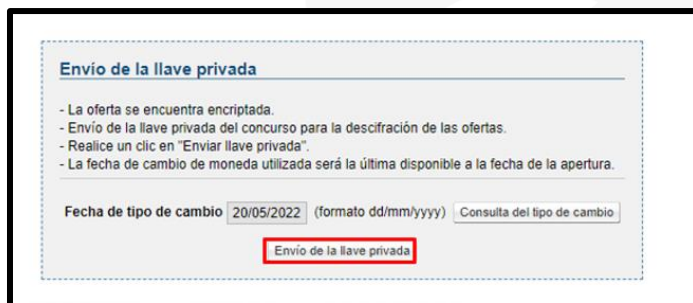 Envío de la llave privada
- La oferta se encuentra encriptada.
- Envío de la llave privada del concurso para la descifración de las ofertas.
- Realice un clic en "Enviar llave privada".
- La fecha de cambio de moneda utilizada será la última disponible a la fecha de la apertura.
Fecha de tipo de cambio 20/05/2022 (formato dd/mm/yyyy) Consulta del tipo de cambio
Envío de la llave privada